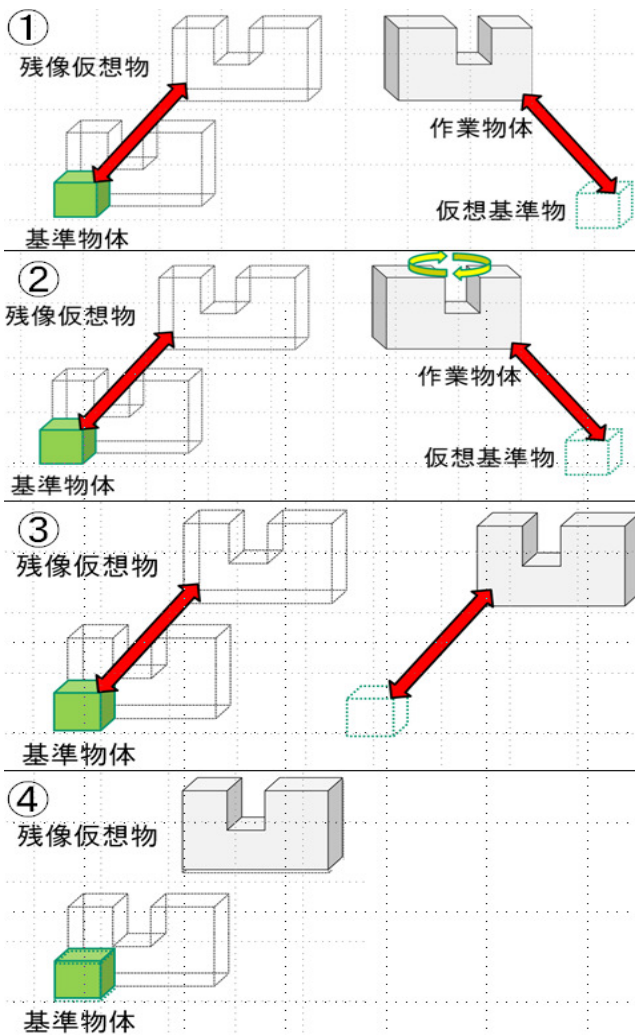 ①
残像仮想物
作業物体
仮想基準物
基準物体
②
残像仮想物
作業物体
仮想基準物
基準物体
③
残像仮想物
基準物体
④
残像仮想物
基準物体